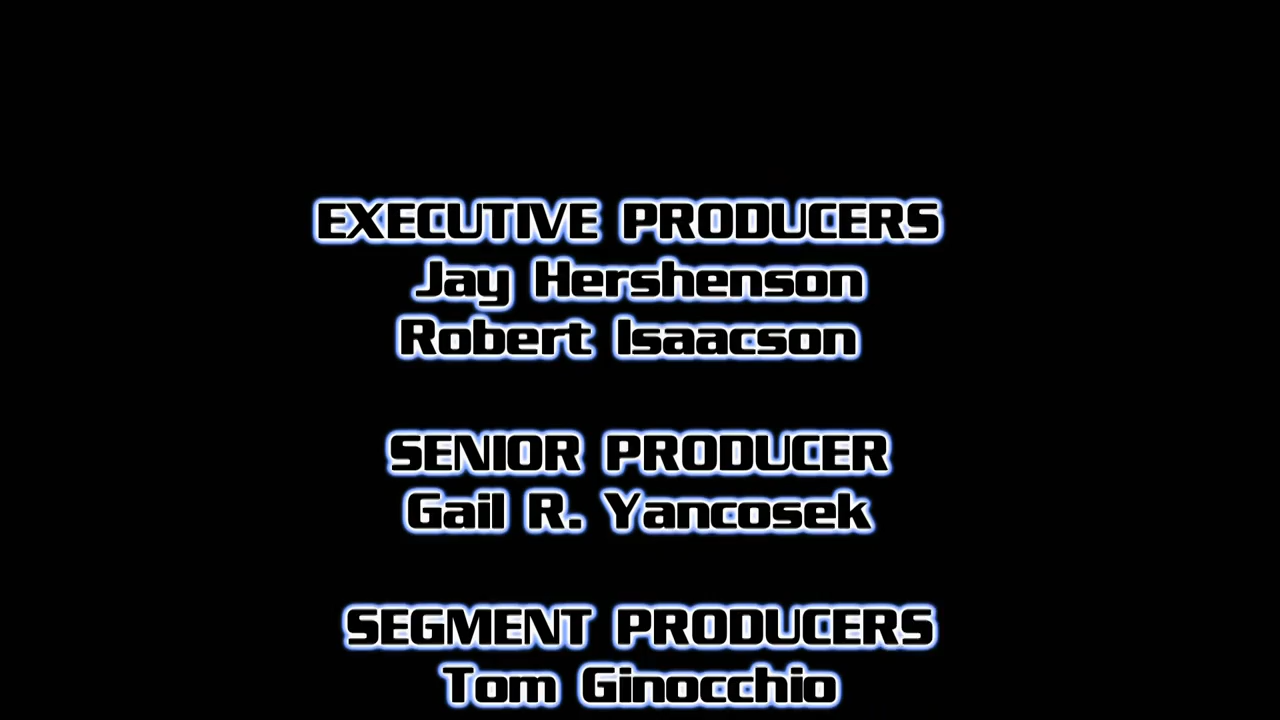 EXECUTIVE PRODUCERS
Jay Hershenson
Robert Isaacson
SENIOR PRODUCER
Gail R. Yancosek
SEGMENT PRODUCERS
Tom Ginocchio